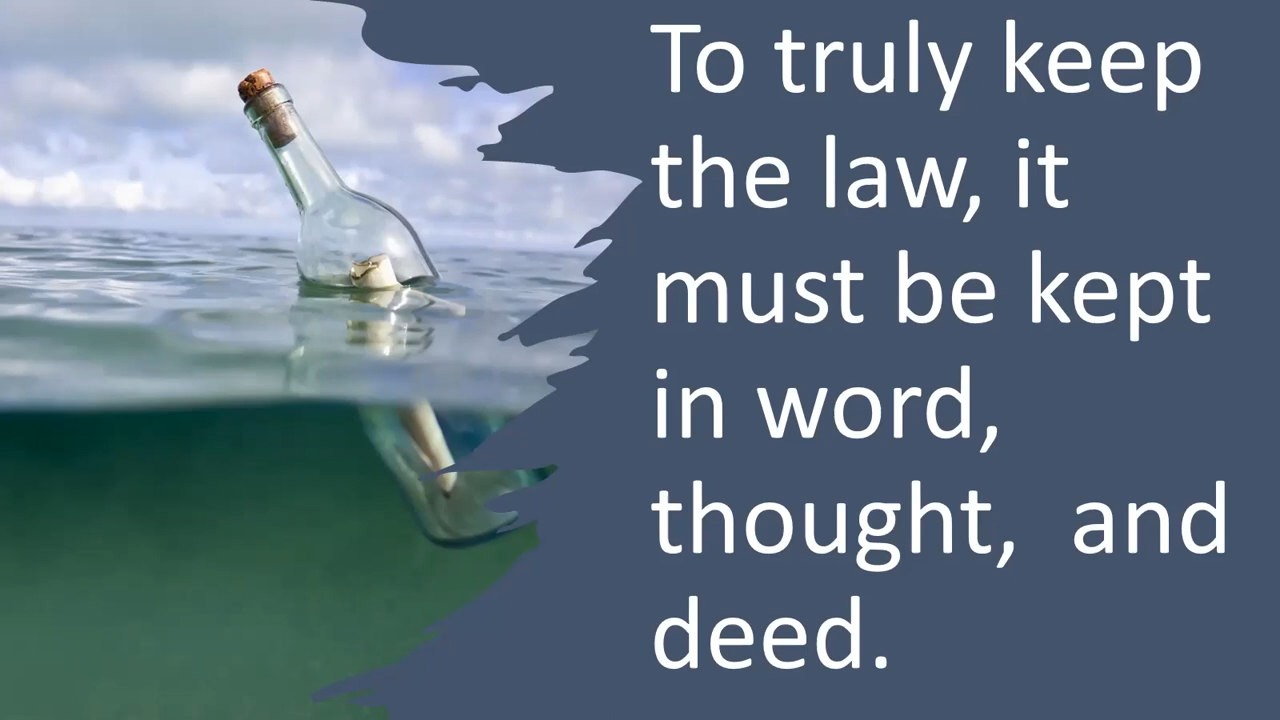 To truly keep
the law, it
must be kept
in word,
thought,  and
deed.